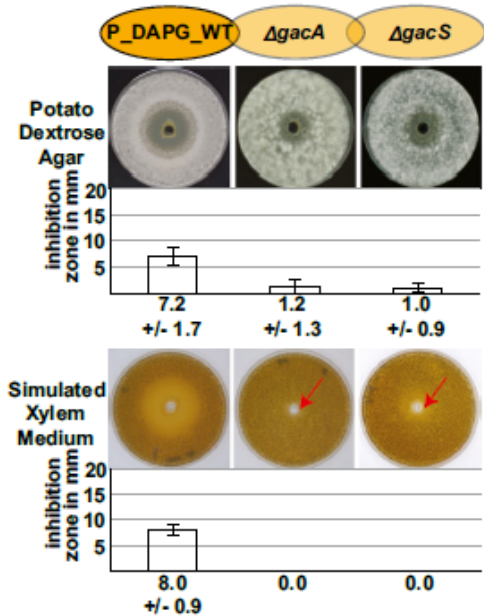 P_DAPG_WT ΔgacA ΔgacS
Potato
Dextrose
Agar
inhibition
zone in mm
20
15
10
5
7.2 1.2 1.0
+/- 1.7 +/- 1.3 +/- 0.9
Simulated
Xylem
Medium
inhibition
zone in mm
20
15
10
5
8.0 0.0 0.0
+/- 0.9